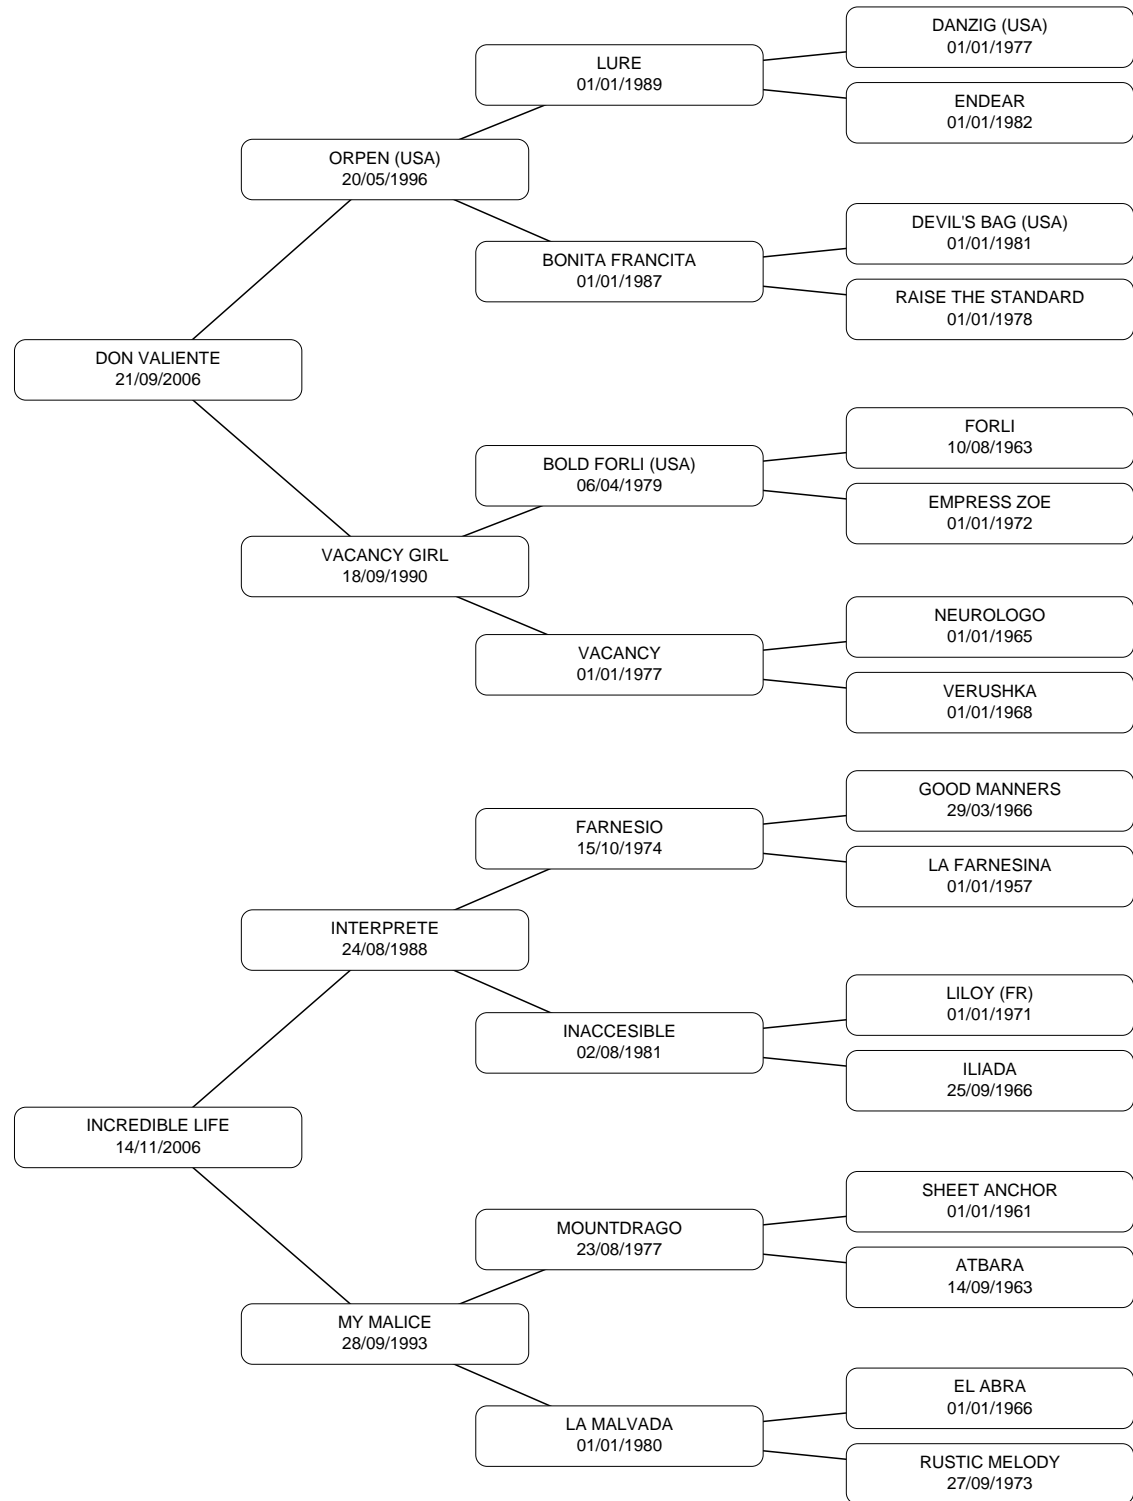 DANZIG (USA)
01/01/1977
LURE
01/01/1989
ENDEAR
01/01/1982
ORPEN (USA)
20/05/1996
DEVIL'S BAG (USA)
01/01/1981
BONITA FRANCITA
01/01/1987
RAISE THE STANDARD
01/01/1978
DON VALIENTE
21/09/2006
FORLI
10/08/1963
BOLD FORLI (USA)
06/04/1979
EMPRESS ZOE
01/01/1972
VACANCY GIRL
18/09/1990
NEUROLOGO
01/01/1965
VACANCY
01/01/1977
VERUSHKA
01/01/1968
GOOD MANNERS
29/03/1966
FARNESIO
15/10/1974
LA FARNESINA
01/01/1957
INTERPRETE
24/08/1988
LILOY (FR)
01/01/1971
INACCESIBLE
02/08/1981
ILIADA
25/09/1966
INCREDIBLE LIFE
14/11/2006
SHEET ANCHOR
01/01/1961
MOUNTDRAGO
23/08/1977
ATBARA
14/09/1963
MY MALICE
28/09/1993
EL ABRA
01/01/1966
LA MALVADA
01/01/1980
RUSTIC MELODY
27/09/1973